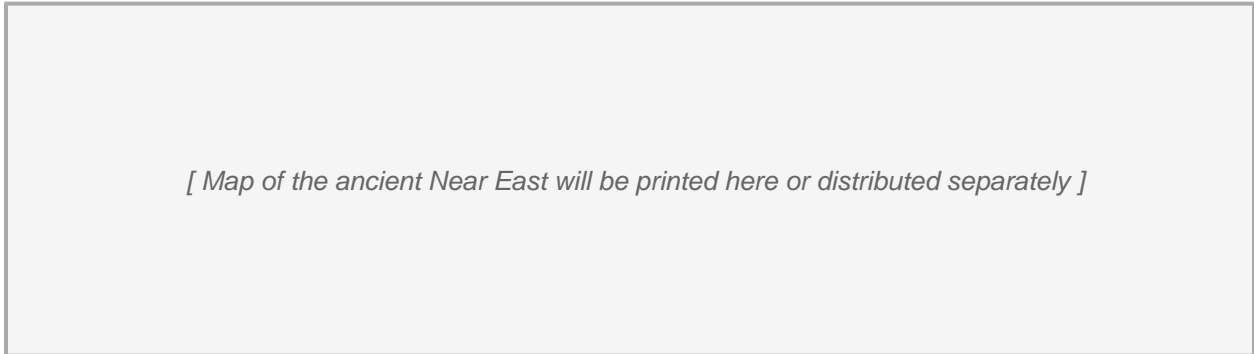 [ Map of the ancient Near East will be printed here or distributed separately ]